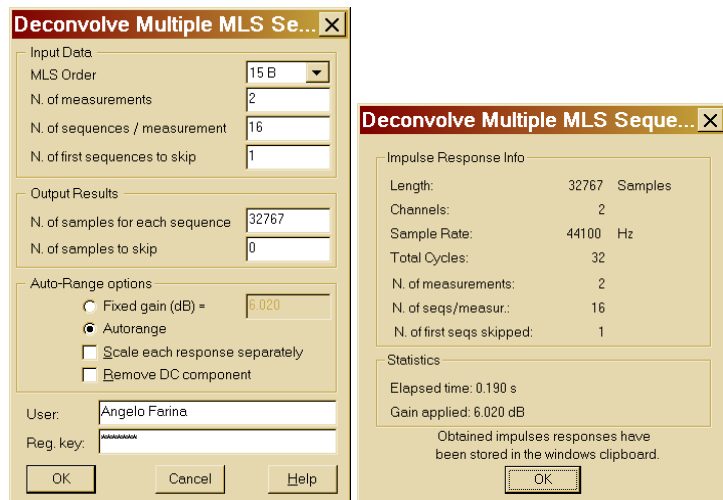 Deconvolve Multiple MLS Se...
Input Data
MLS Order 15 B
N. of measurements 2
N. of sequences / measurement 16
N. of first sequences to skip 1
Output Results
N. of samples for each sequence 32767
N. of samples to skip 0
Auto-Range options
Fixed gain (dB) = 6.020
Autorange
Scale each response separately
Remove DC component
User: Angelo Farina
Reg. key: *******
OK Cancel Help
Deconvolve Multiple MLS Seque...
Impulse Response Info
Length: 32767 Samples
Channels: 2
Sample Rate: 44100 Hz
Total Cycles: 32
N. of measurements: 2
N. of seqs/measur.: 16
N. of first seqs skipped: 1
Statistics
Elapsed time: 0.190 s
Gain applied: 6.020 dB
Obtained impulses responses have
been stored in the windows clipboard.
OK